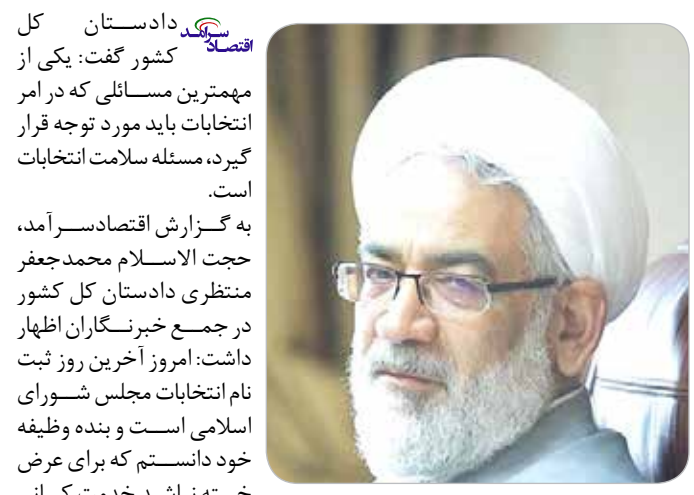 اقتصاد سرآمد
دادستان کل
کشور گفت: یکی از
مهمترین مسائلی که در امر
انتخابات باید مورد توجه قرار
گیرد، مسئله سلامت انتخابات
است.
به گزارش اقتصادسرآمد،
حجت الاسلام محمدجعفر
منتظری دادستان کل کشور
در جمع خبرنگاران اظهار
داشت: امروز آخرین روز ثبت
نام انتخابات مجلس شورای
اسلامی است و بنده وظیفه
خود دانستم که برای عرض